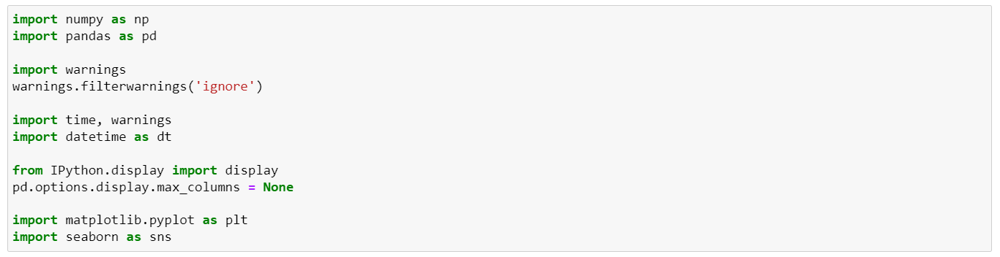 import numpy as np
import pandas as pd
import warnings
warnings.filterwarnings('ignore')
import time, warnings
import datetime as dt
from IPython.display import display
pd.options.display.max_columns = None
import matplotlib.pyplot as plt
import seaborn as sns